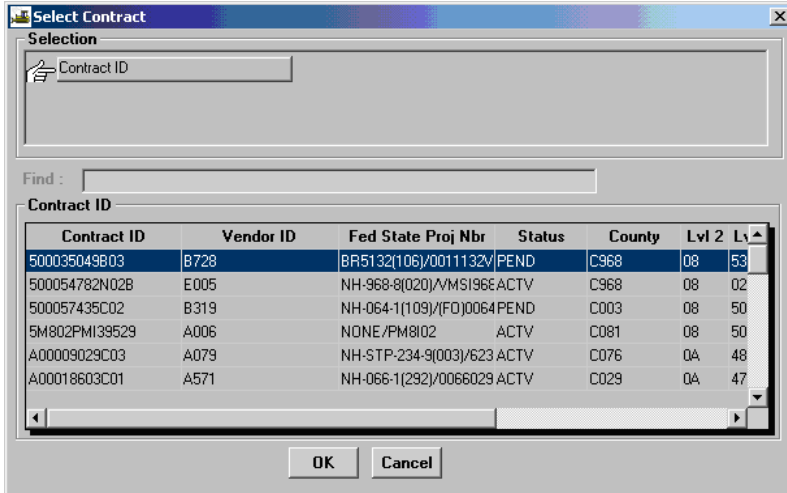 Select Contract
Selection
Contract ID
Find :
Contract ID
Contract ID Vendor ID Fed State Proj Nbr Status County Lvl 2 Lv
500035049B03 B728 BR5132(106)/0011132V PEND C968 08 53
500054782N02B E005 NH-968-8(020)/VMSI968 ACTV C968 08 02
500057435C02 B319 NH-064-1(109)/(FO)0064 PEND C003 08 50
5M802PMI39529 A006 NONE/PM8I02 ACTV C081 08 50
A00009029C03 A079 NH-STP-234-9(003)/623 ACTV C076 0A 48
A00018603C01 A571 NH-066-1(292)/0066029 ACTV C029 0A 47
OK Cancel